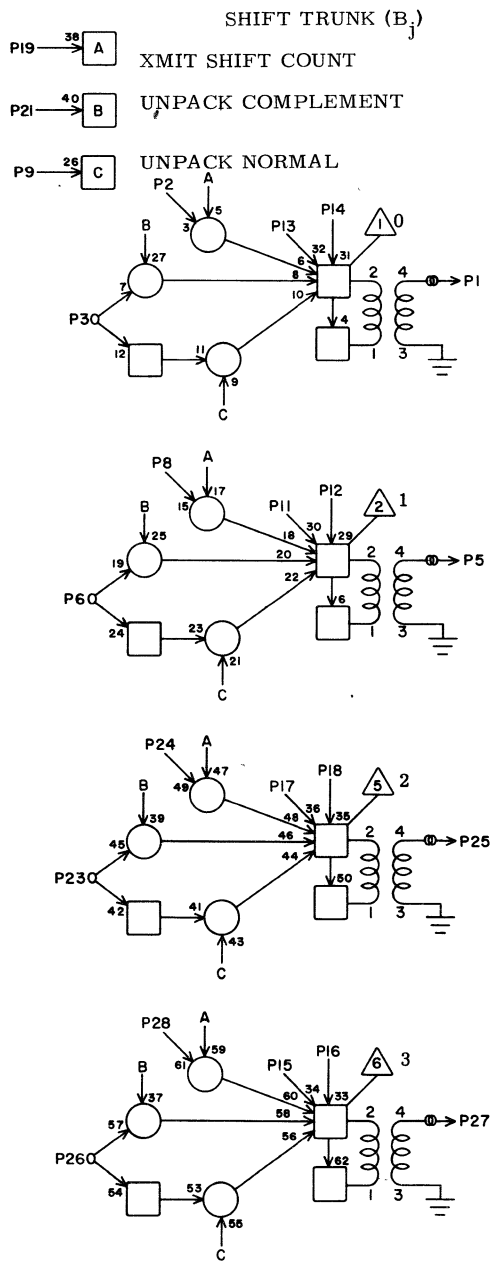 SHIFT TRUNK (Bj)
P19 38 A XMIT SHIFT COUNT
P21 40 B UNPACK COMPLEMENT
P9 26 C UNPACK NORMAL
P2 A
3 5 P13 P14 1 0
B 32 31
27 6 2 4 P1
7 8
P30 10 4
12 11 1 3
9
C
P8 A
15 17 P11 P12 2 1
B 30 29
25 18 2 4 P5
19 20
P60 22 6
24 23 1 3
21
C
P24 A
49 47 P17 P18 5 2
B 36 35
39 48 2 4 P25
45 46
P230 44 50
42 41 1 3
43
C
P28 A
61 59 P15 P16 6 3
B 34 33
37 60 2 4 P27
57 58
P260 56 62
54 53 1 3
55
C